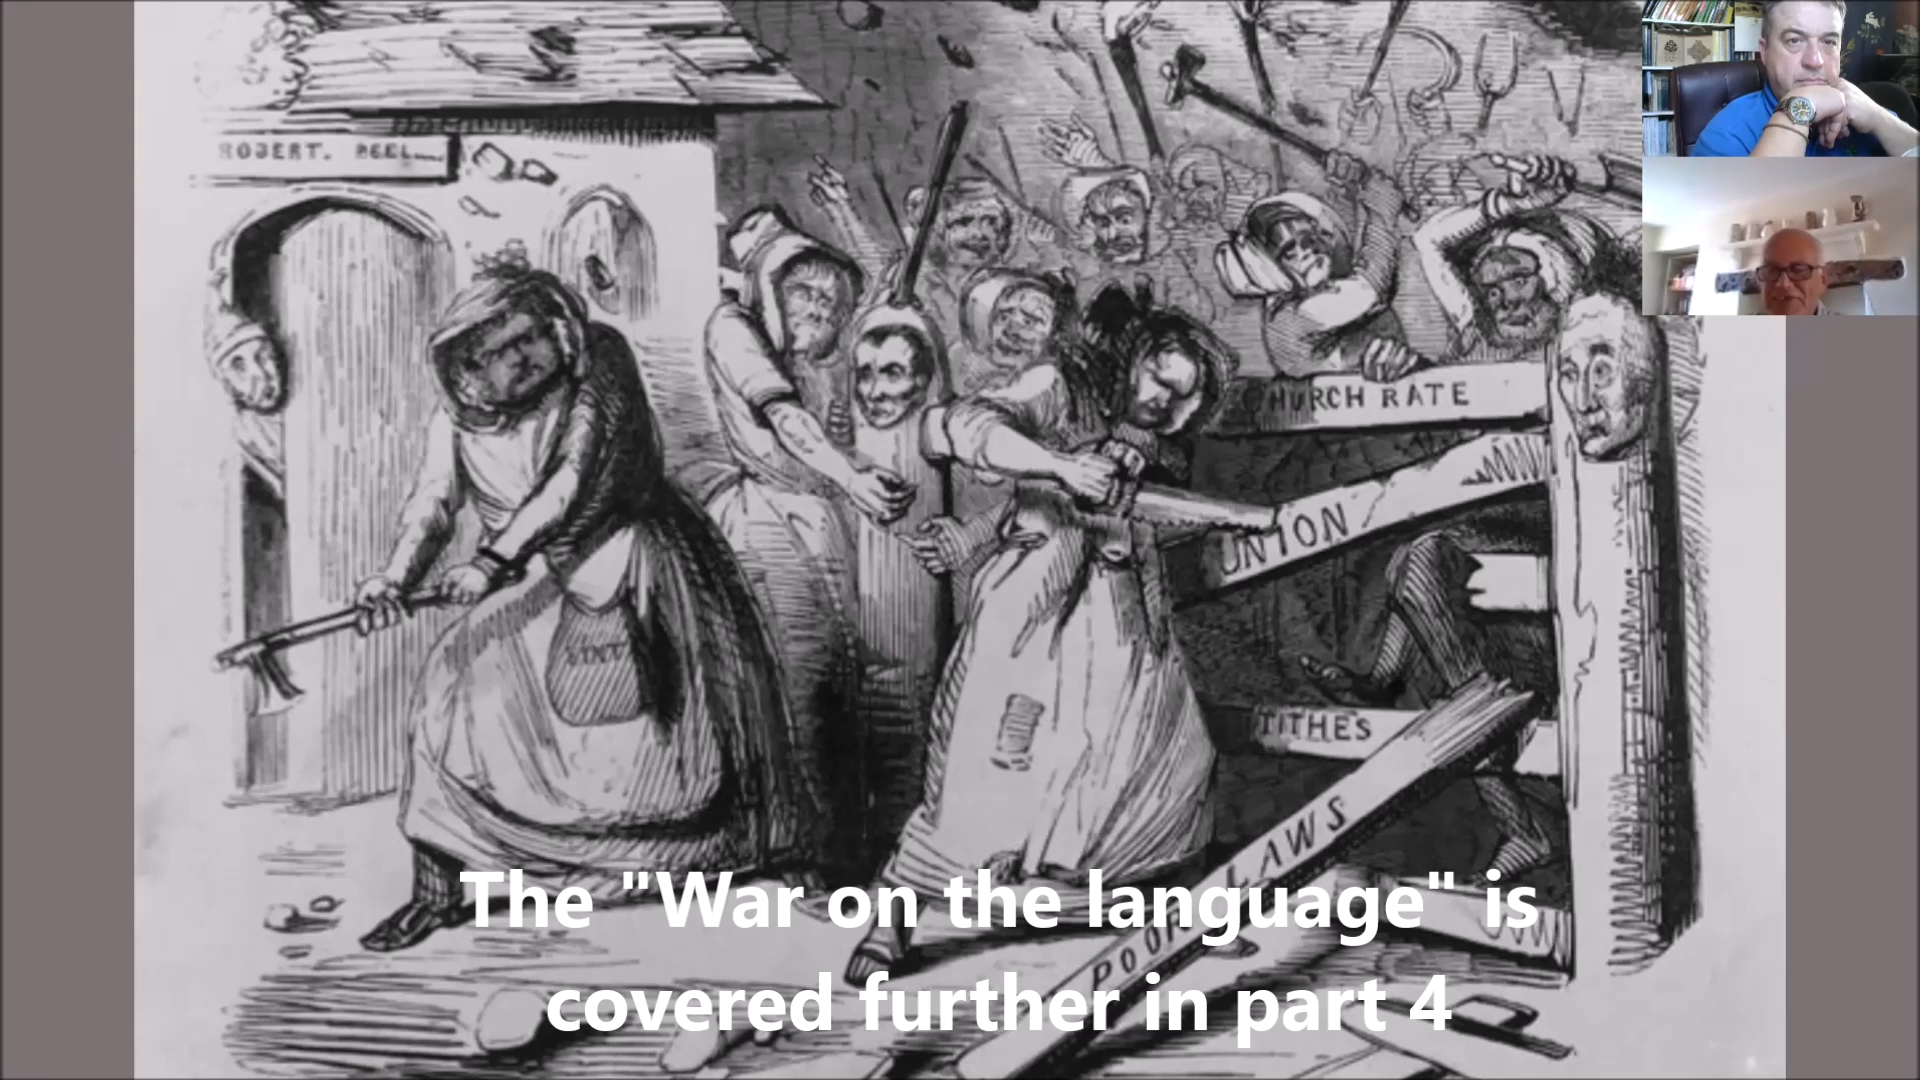 ROBERT. PEEL
CHURCH RATE
UNION
TITHES
POOR LAWS
The "War on the language" is
covered further in part 4